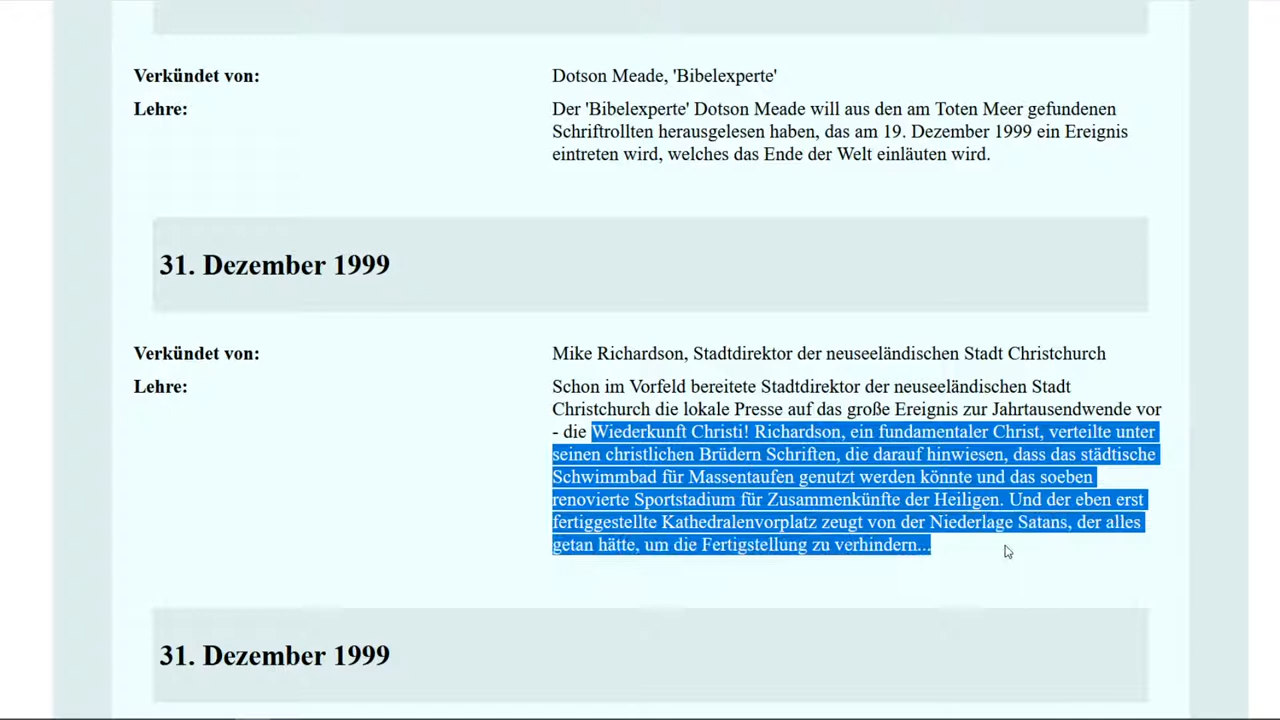 Verkündet von:
Dotson Meade, 'Bibelexperte'
Lehre:
Der 'Bibelexperte' Dotson Meade will aus den am Toten Meer gefundenen
Schriftrollten herausgelesen haben, das am 19. Dezember 1999 ein Ereignis
eintreten wird, welches das Ende der Welt einläuten wird.
31. Dezember 1999
Verkündet von:
Mike Richardson, Stadtdirektor der neuseeländischen Stadt Christchurch
Lehre:
Schon im Vorfeld bereitete Stadtdirektor der neuseeländischen Stadt
Christchurch die lokale Presse auf das große Ereignis zur Jahrtausendwende vor
- die Wiederkunft Christi! Richardson, ein fundamentaler Christ, verteilte unter
seinen christlichen Brüdern Schriften, die darauf hinwiesen, dass das städtische
Schwimmbad für Massentaufen genutzt werden könnte und das soeben
renovierte Sportstadium für Zusammenkünfte der Heiligen. Und der eben erst
fertiggestellte Kathedralenvorplatz zeugt von der Niederlage Satans, der alles
getan hätte, um die Fertigstellung zu verhindern...
31. Dezember 1999